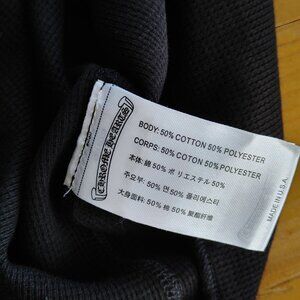 CHROME HEARTS
BODY: 50% COTTON 50% POLYESTER
CORPS: 50% COTON 50% POLYESTER
本体: 綿 50% ポリエステル 50%
주요부: 50% 면 50% 폴리에스터
大身面料: 50% 棉 50% 聚酯纤维
MADE IN U.S.A.